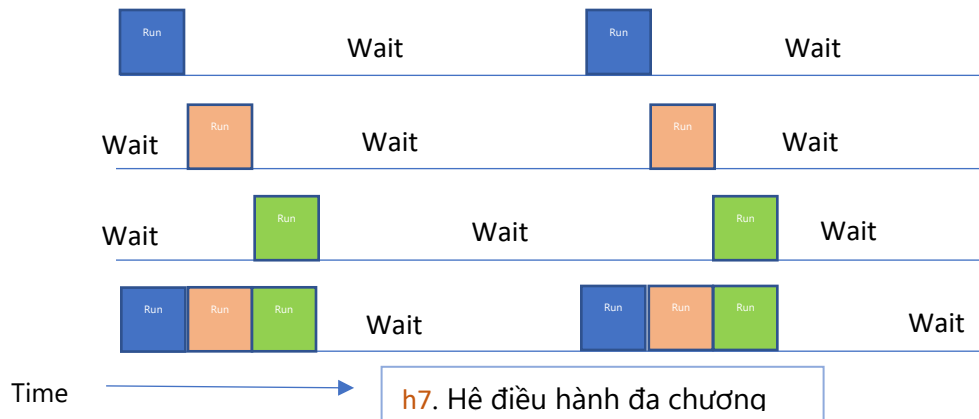 Run Wait Run Wait
Wait Run Wait Run Wait
Wait Run Wait Run Wait
Run Run Run Wait Run Run Run Wait
Time
h7. Hê điều hành đa chương